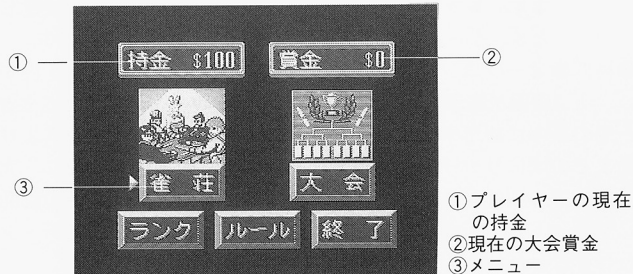 ① 持金 $100 賞金 $0 ②
③ 雀荘 大会
ランク ルール 終了
①プレイヤーの現在
の持金
②現在の大会賞金
③メニュー